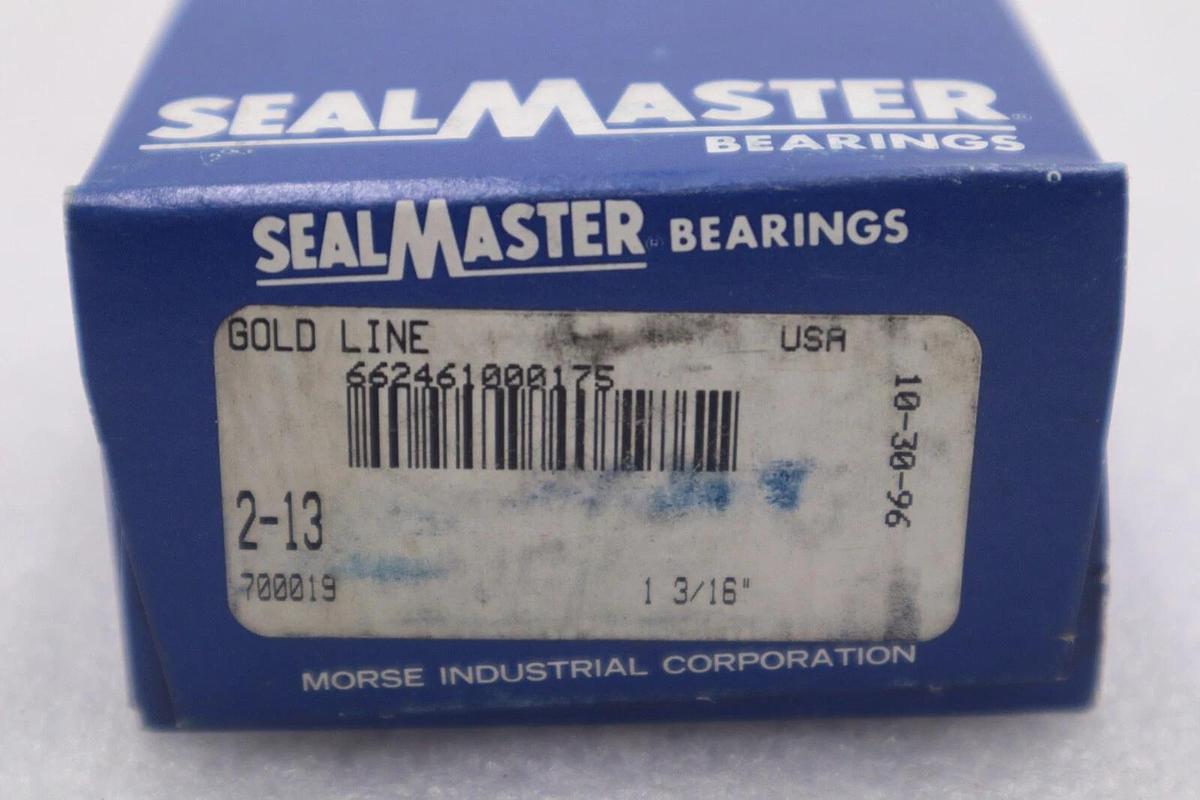 SEALMASTER®
BEARINGS
SEALMASTER® BEARINGS
GOLD LINE USA
662461000175
10-30-96
2-13
700019 1 3/16"
MORSE INDUSTRIAL CORPORATION